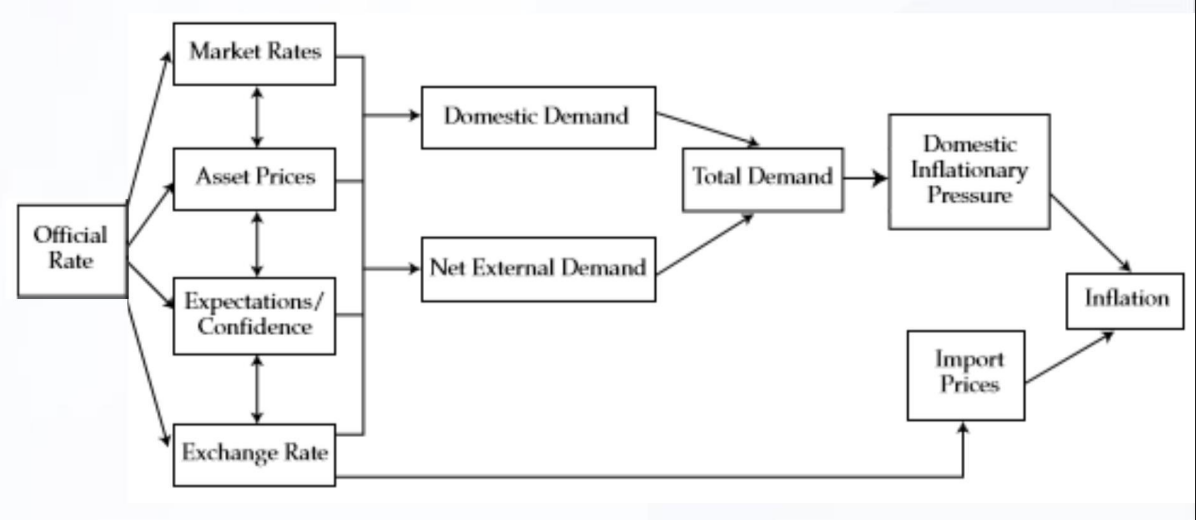 Market Rates
Asset Prices
Official
Rate
Expectations/
Confidence
Exchange Rate
Domestic Demand
Net External Demand
Total Demand
Domestic
Inflationary
Pressure
Inflation
Import
Prices